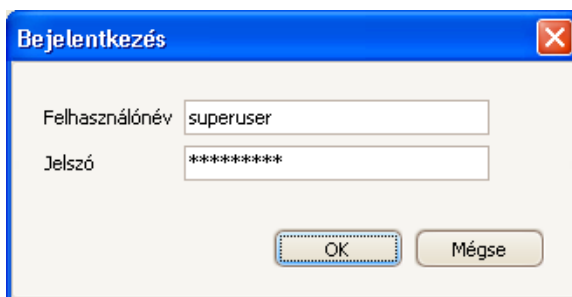 Bejelentkezés
Felhasználónév superuser
Jelszó *********
OK Mégse